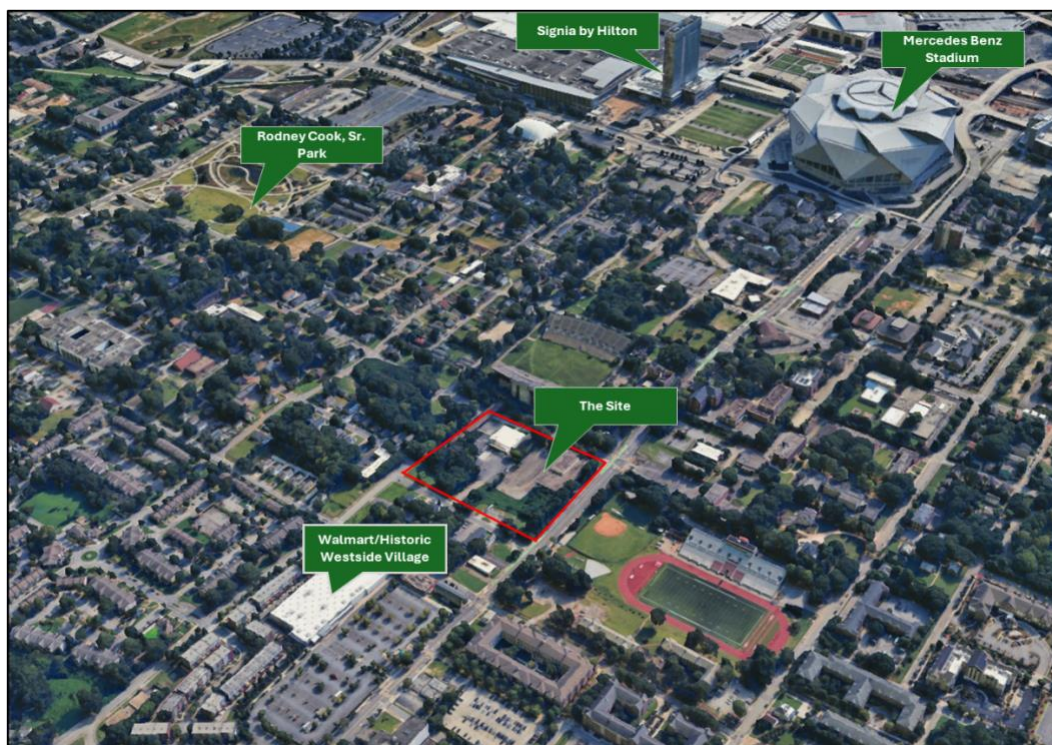 Signia by Hilton
Mercedes Benz
Stadium
Rodney Cook, Sr.
Park
The Site
Walmart/Historic
Westside Village